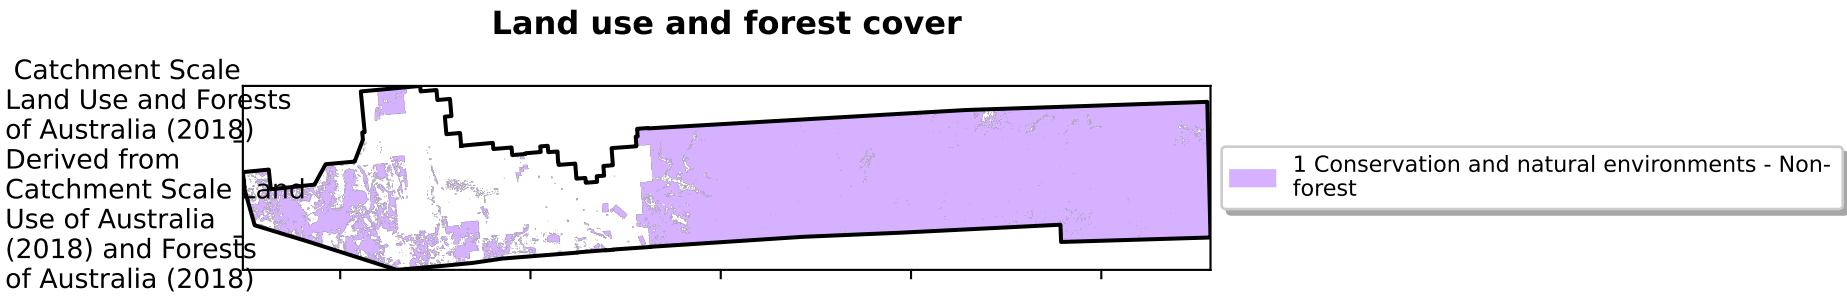 Land use and forest cover
Catchment Scale
Land Use and Forests
of Australia (2018)
Derived from
Catchment Scale Land
Use of Australia
(2018) and Forests
of Australia (2018)
1 Conservation and natural environments - Non-
forest